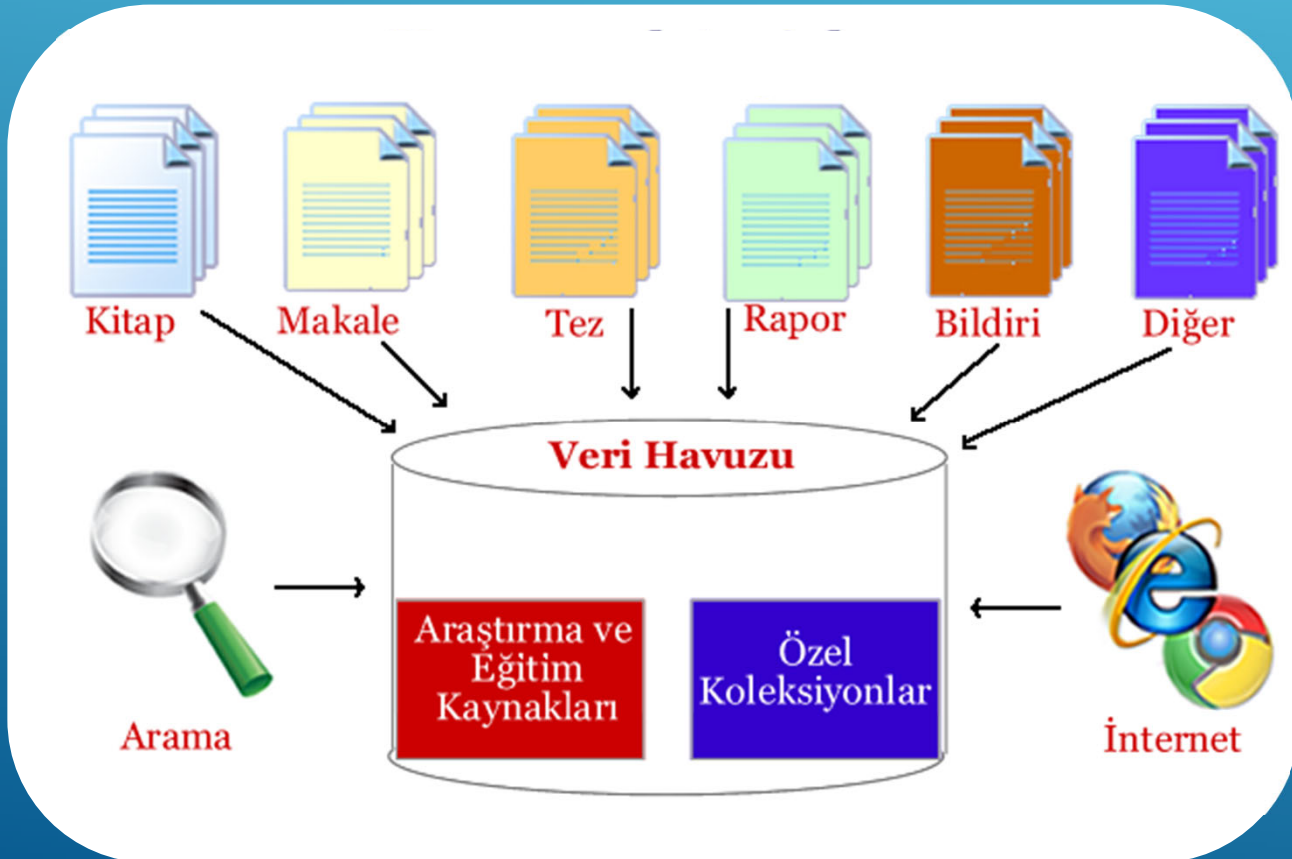 Kitap
Makale
Tez
Rapor
Bildiri
Diğer
Veri Havuzu
Araştırma ve
Eğitim
Kaynakları
Özel
Koleksiyonlar
Arama
İnternet